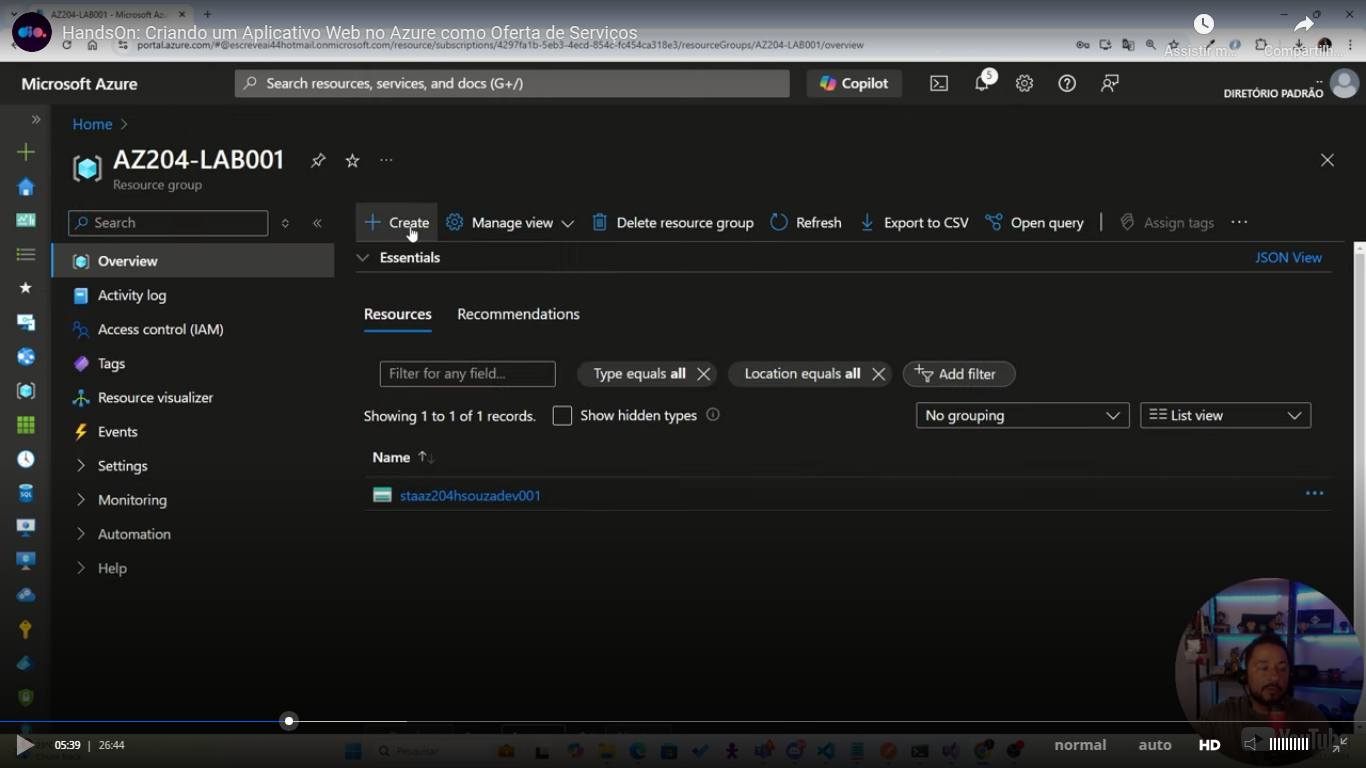 AZ204-LAB001 - Microsoft Az
dio.
HandsOn: Criando um Aplicativo Web no Azure como Oferta de Serviços
Assistir m...
Compartilh...
portal.azure.com/#@escreveai44hotmail.onmicrosoft.com/resource/subscriptions/4297fa1b-5eb3-4ecd-854c-fc454ca318e3/resourceGroups/AZ204-LAB001/overview
Microsoft Azure
Search resources, services, and docs (G+/)
Copilot
5
DIRETÓRIO PADRÃO
Home
AZ204-LAB001
Resource group
Search
Create
Manage view
Delete resource group
Refresh
Export to CSV
Open query
Assign tags
Overview
Essentials
JSON View
Activity log
Resources
Recommendations
Access control (IAM)
Tags
Filter for any field...
Type equals all
Location equals all
Add filter
Resource visualizer
Showing 1 to 1 of 1 records.
Show hidden types
No grouping
List view
Events
Name
Settings
SQL
staaz204hsouzadev001
Monitoring
Automation
Help
05:39 | 26:44
Pesquisar
normal
auto
HD
YouTube